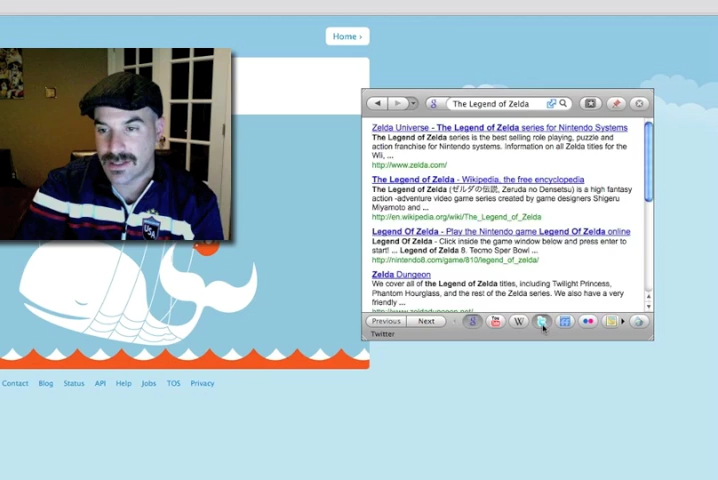 Home ›
The Legend of Zelda
Zelda Universe - The Legend of Zelda series for Nintendo Systems
The Legend of Zelda series is the best selling role playing, puzzle and
action franchise for Nintendo systems. Information on all Zelda titles for the
Wii, ...
http://www.zelda.com/
The Legend of Zelda - Wikipedia, the free encyclopedia
The Legend of Zelda (ゼルダの伝説, Zeruda no Densetsu) is a high fantasy
action -adventure video game series created by game designers Shigeru
Miyamoto and ...
http://en.wikipedia.org/wiki/The_Legend_of_Zelda
Legend Of Zelda - Play the Nintendo game Legend Of Zelda online
Legend Of Zelda - Click inside the game window below and press enter to
start! ... Legend Of Zelda 8. Tecmo Sper Bowl ...
http://nintendo8.com/game/810/legend_of_zelda/
Zelda Dungeon
We cover all of the Legend of Zelda titles, including Twilight Princess,
Phantom Hourglass, and the rest of the Zelda series. We also have a very
friendly ...
Previous Next
You Tube W
Twitter
USA
Contact Blog Status API Help Jobs TOS Privacy